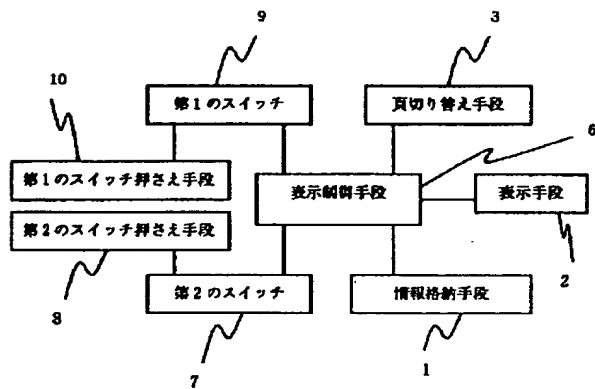 9
3
10
第1のスイッチ
頁切り替え手段
6
第1のスイッチ押さえ手段
表示制御手段
表示手段
第2のスイッチ押さえ手段
2
8
第2のスイッチ
情報格納手段
7
1